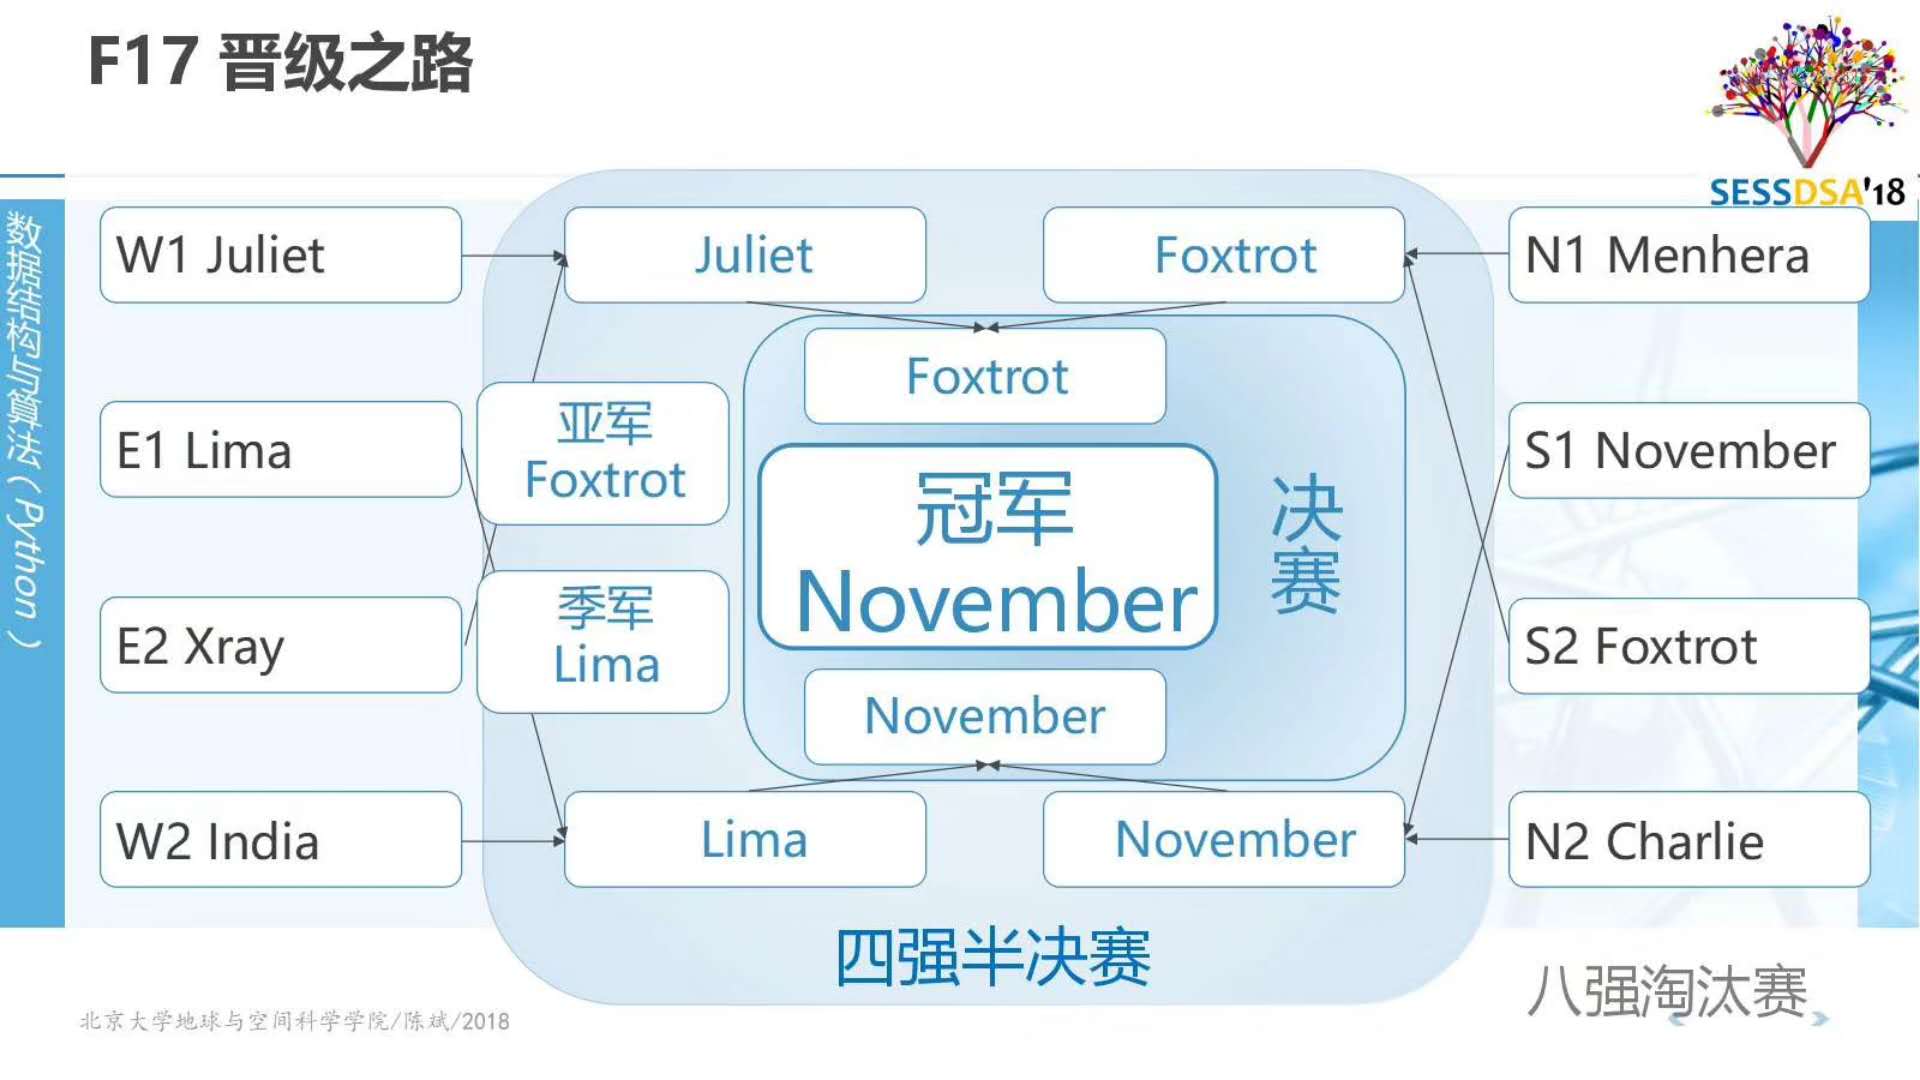 F17 晋级之路
SESSDSA'18
数据结构与算法（Python）
W1 Juliet
Juliet
Foxtrot
N1 Menhera
Foxtrot
E1 Lima
亚军
Foxtrot
冠军
November
决赛
S1 November
E2 Xray
季军
Lima
S2 Foxtrot
November
W2 India
Lima
November
N2 Charlie
四强半决赛
八强淘汰赛
北京大学地球与空间科学学院/陈斌/2018